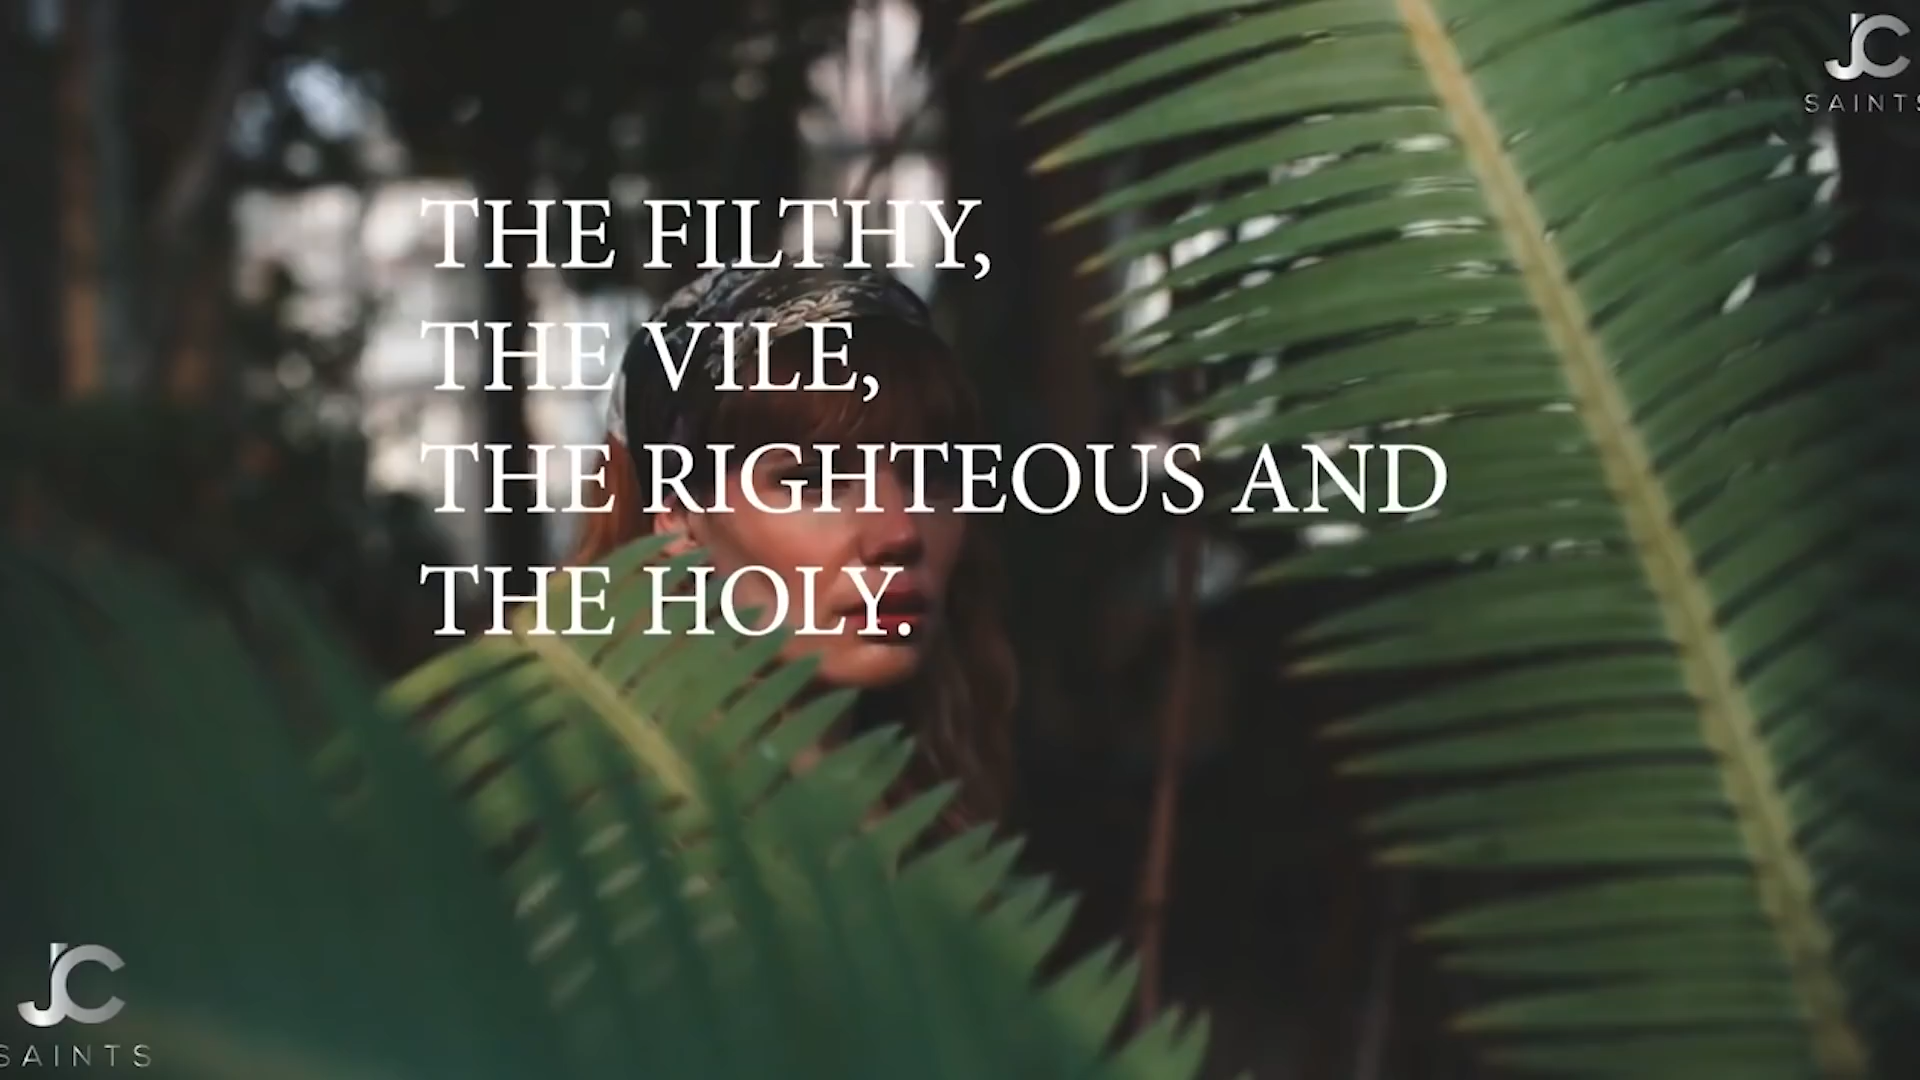 JC
SAINTS
THE FILTHY,
THE VILE,
THE RIGHTEOUS AND
THE HOLY.
JC
SAINTS